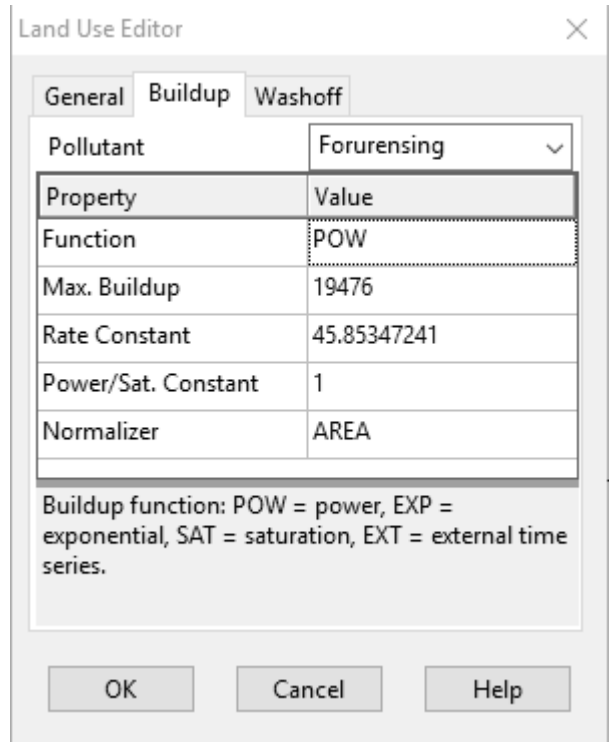 Land Use Editor
General Buildup Washoff
Pollutant Forurensing
Property Value
Function POW
Max. Buildup 19476
Rate Constant 45.85347241
Power/Sat. Constant 1
Normalizer AREA
Buildup function: POW = power, EXP =
exponential, SAT = saturation, EXT = external time
series.
OK Cancel Help